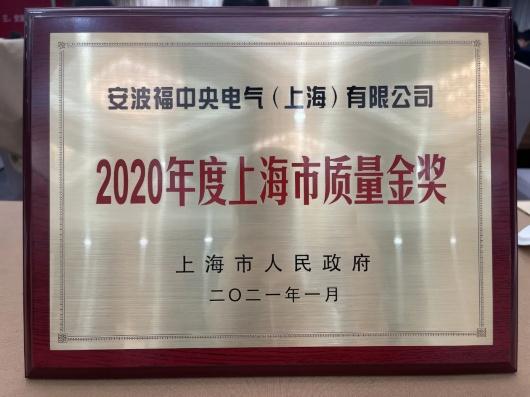 安波福中央电气（上海）有限公司
2020年度上海市质量金奖
上海市人民政府
二〇二一年一月